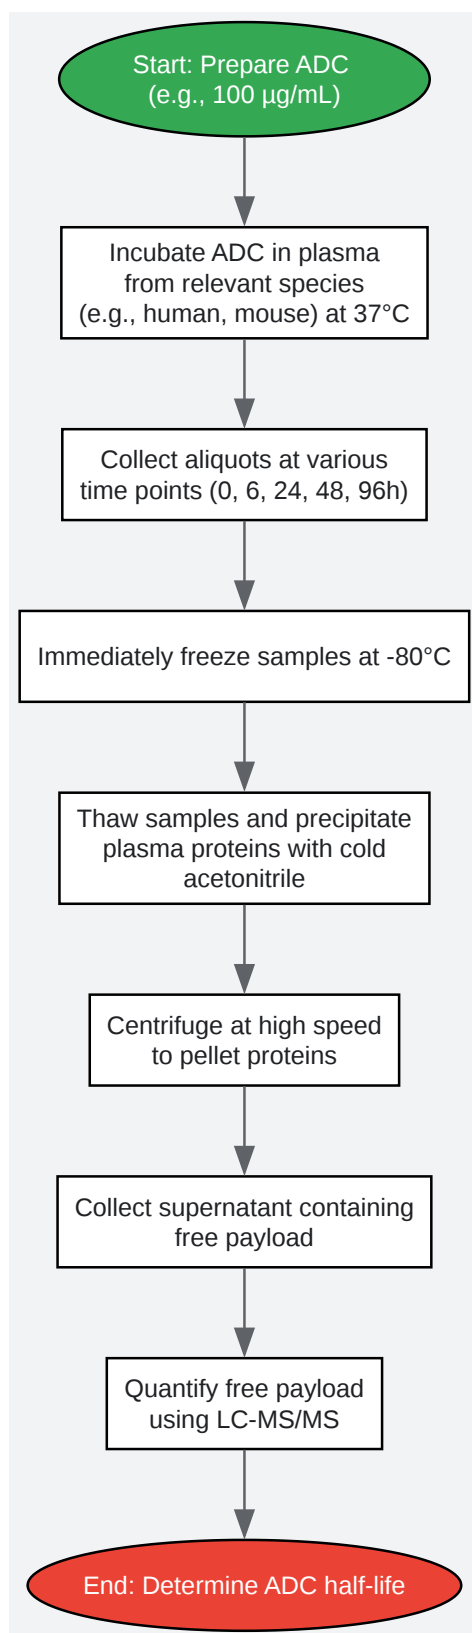 Start: Prepare ADC
(e.g., 100 µg/mL)
Incubate ADC in plasma
from relevant species
(e.g., human, mouse) at 37°C
Collect aliquots at various
time points (0, 6, 24, 48, 96h)
Immediately freeze samples at -80°C
Thaw samples and precipitate
plasma proteins with cold
acetonitrile
Centrifuge at high speed
to pellet proteins
Collect supernatant containing
free payload
Quantify free payload
using LC-MS/MS
End: Determine ADC half-life